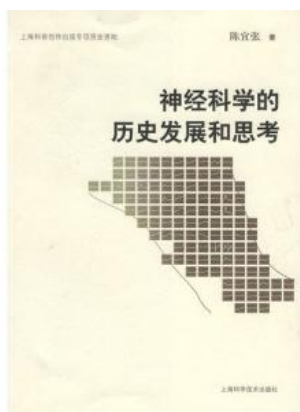 上海科普创作出版专项资金资助
陈宜张 著
神经科学的
历史发展和思考
上海科学技术出版社